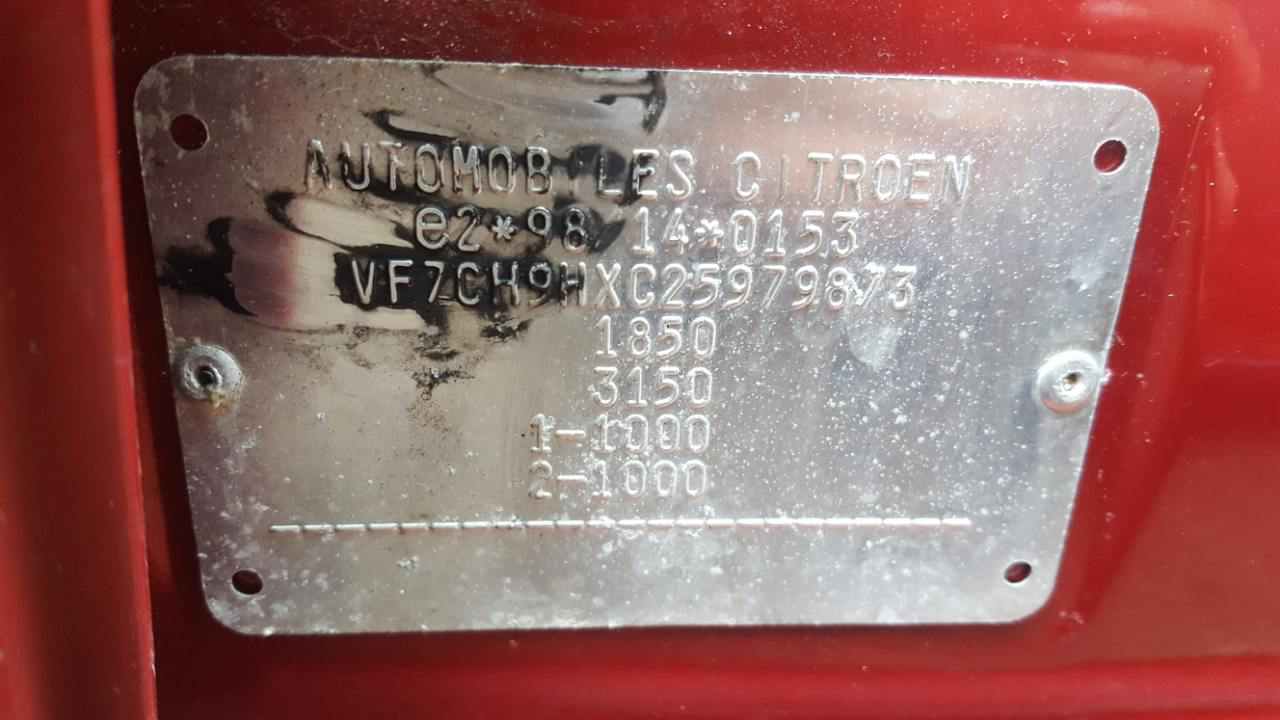 AUTOMOBILES CITROEN
e2*98 14*0153
VF7CH9HXC25979873
1850
3150
1-1000
2-1000